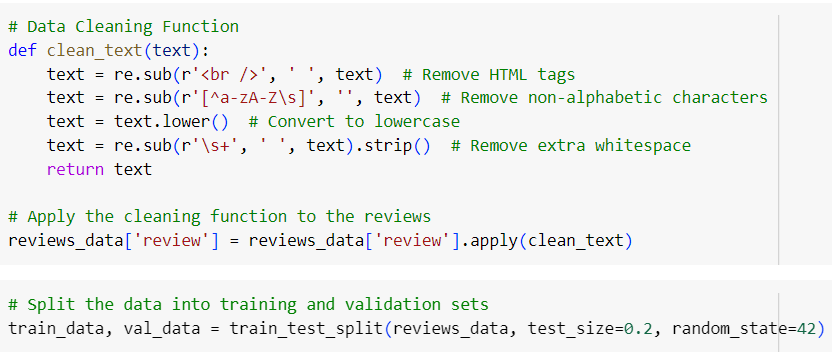 # Data Cleaning Function
def clean_text(text):
    text = re.sub(r'<br />', ' ', text)  # Remove HTML tags
    text = re.sub(r'[^a-zA-Z\s]', '', text)  # Remove non-alphabetic characters
    text = text.lower()  # Convert to lowercase
    text = re.sub(r'\s+', ' ', text).strip()  # Remove extra whitespace
    return text
# Apply the cleaning function to the reviews
reviews_data['review'] = reviews_data['review'].apply(clean_text)
# Split the data into training and validation sets
train_data, val_data = train_test_split(reviews_data, test_size=0.2, random_state=42)